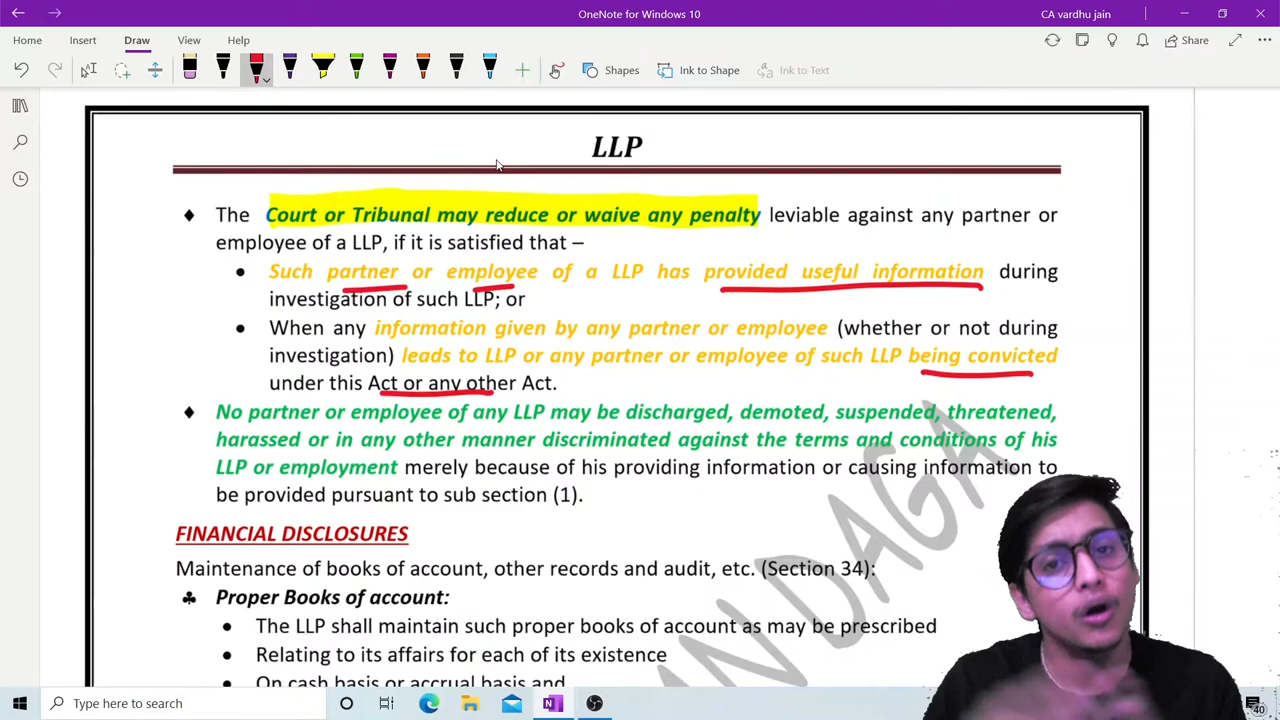 OneNote for Windows 10
CA vardhu jain
Home Insert Draw View Help
Share
Shapes
Ink to Shape
Ink to Text
LLP
♦ The Court or Tribunal may reduce or waive any penalty leviable against any partner or
employee of a LLP, if it is satisfied that –
• Such partner or employee of a LLP has provided useful information during
investigation of such LLP; or
• When any information given by any partner or employee (whether or not during
investigation) leads to LLP or any partner or employee of such LLP being convicted
under this Act or any other Act.
♦ No partner or employee of any LLP may be discharged, demoted, suspended, threatened,
harassed or in any other manner discriminated against the terms and conditions of his
LLP or employment merely because of his providing information or causing information to
be provided pursuant to sub section (1).
FINANCIAL DISCLOSURES
Maintenance of books of account, other records and audit, etc. (Section 34):
♣ Proper Books of account:
• The LLP shall maintain such proper books of account as may be prescribed
• Relating to its affairs for each of its existence
• On cash basis or accrual basis and
DAGA
Type here to search
40